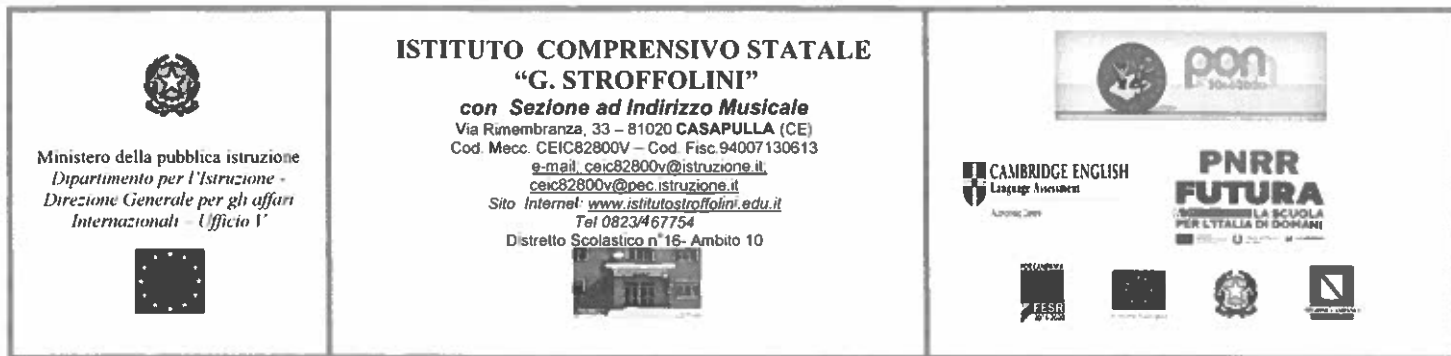 Ministero della pubblica istruzione
Dipartimento per l'Istruzione -
Direzione Generale per gli affari
Internazionali – Ufficio V
ISTITUTO COMPRENSIVO STATALE
“G. STROFFOLINI”
con Sezione ad Indirizzo Musicale
Via Rimembranza, 33 – 81020 CASAPULLA (CE)
Cod. Mecc. CEIC82800V – Cod. Fisc.94007130613
e-mail: ceic82800v@istruzione.it;
ceic82800v@pec.istruzione.it
Sito Internet: www.istitutostroffolini.edu.it
Tel 0823/467754
Distretto Scolastico n°16- Ambito 10
pon
CAMBRIDGE ENGLISH
Language Assessment
PNRR
FUTURA
LA SCUOLA
PER L'ITALIA DI DOMANI
FESR